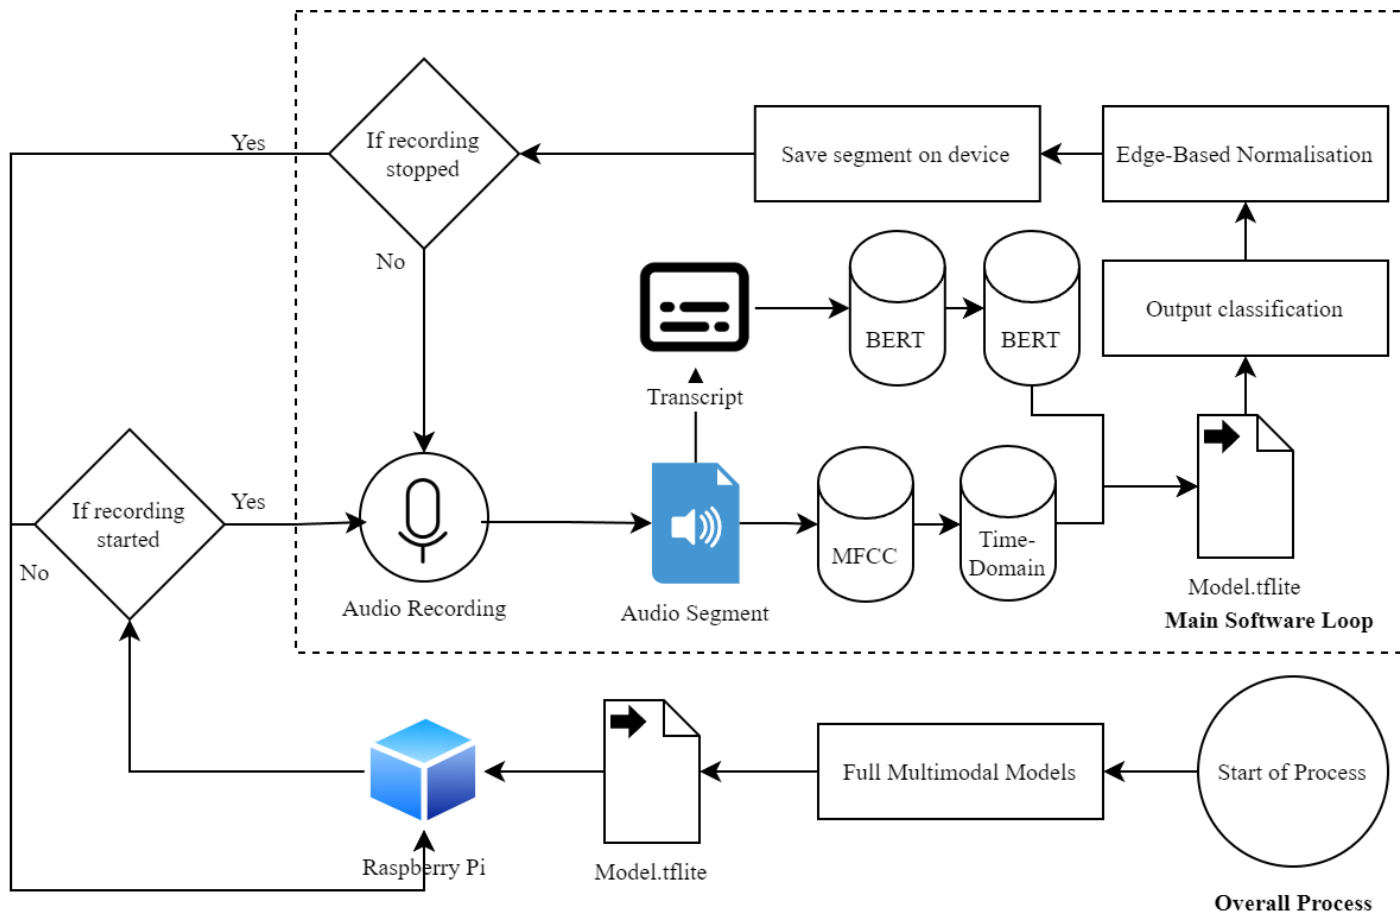 Yes
If recording
stopped
Save segment on device
Edge-Based Normalisation
No
BERT
BERT
Output classification
Transcript
If recording
started
Yes
No
MFCC
Time-
Domain
Audio Recording
Audio Segment
Model.tflite
Main Software Loop
Full Multimodal Models
Start of Process
Raspberry Pi
Model.tflite
Overall Process